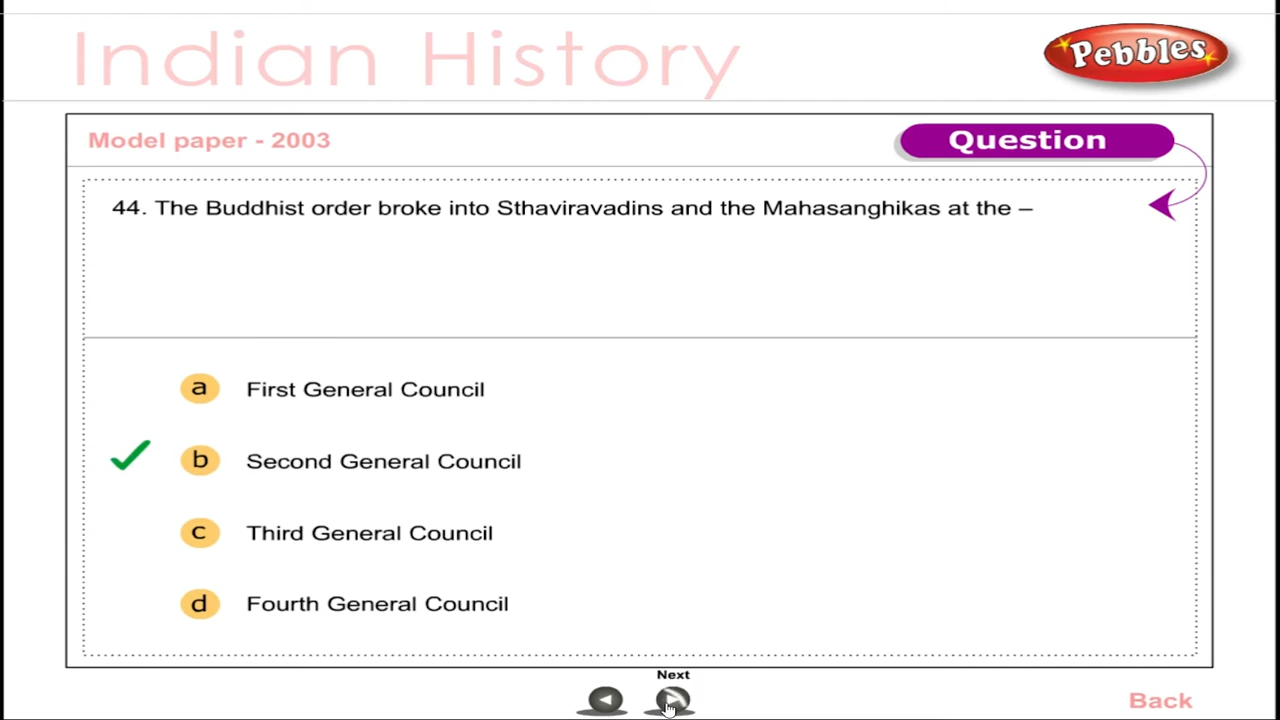 Indian History
Pebbles
Model paper - 2003
Question
44. The Buddhist order broke into Sthaviravadins and the Mahasanghikas at the –
a First General Council
b Second General Council
c Third General Council
d Fourth General Council
Next
Back